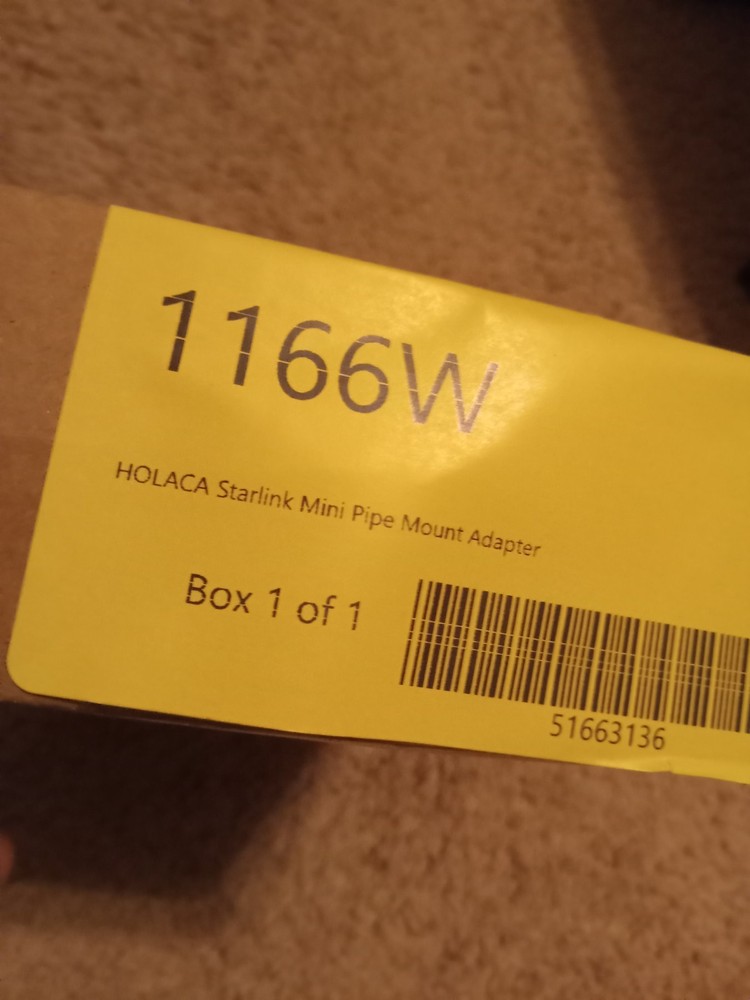 1166W
HOLACA Starlink Mini Pipe Mount Adapter
Box 1 of 1
51663136